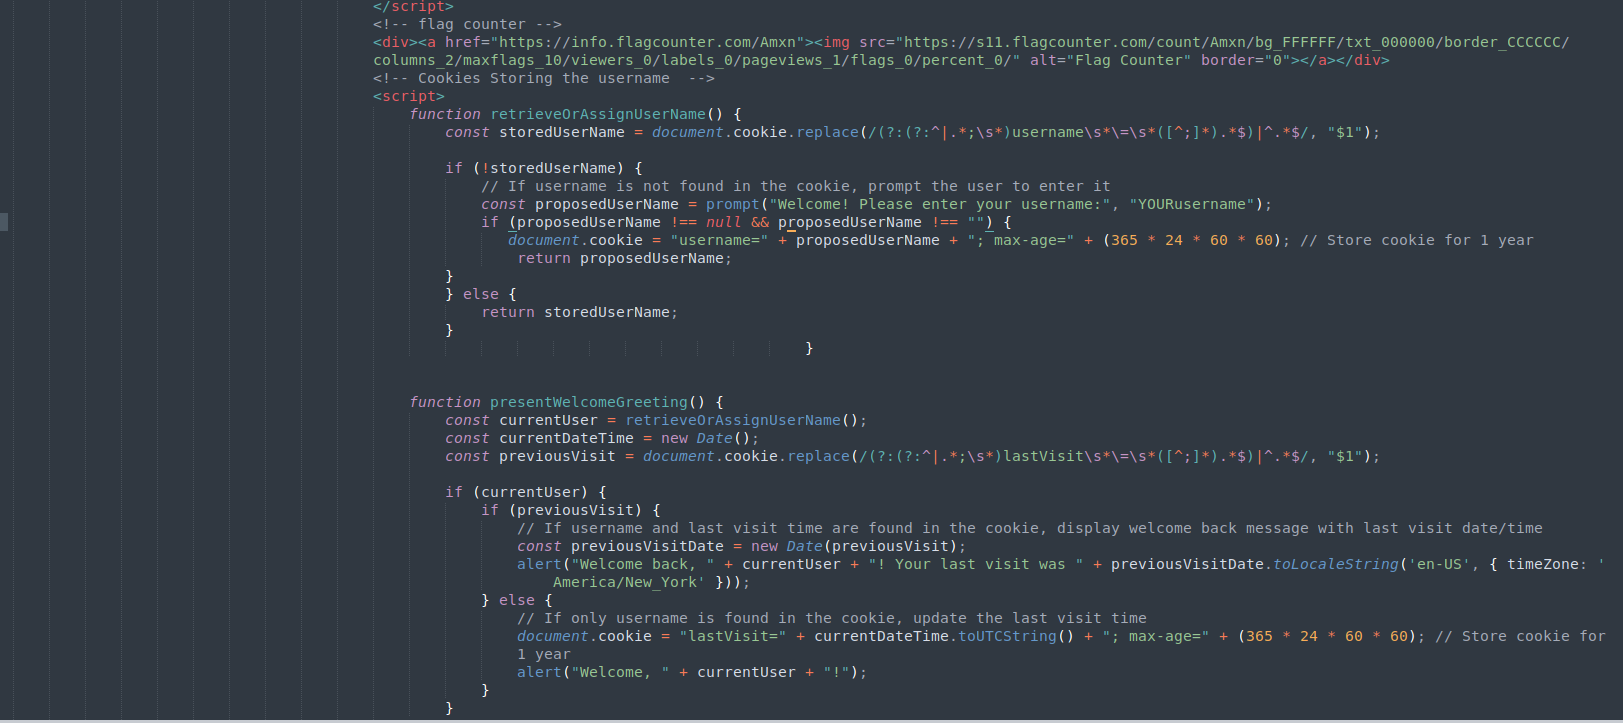 </script>
<!-- flag counter -->
<div><a href="https://info.flagcounter.com/Amxn"><img src="https://s11.flagcounter.com/count/Amxn/bg_FFFFFF/txt_000000/border_CCCCCC/
columns_2/maxflags_10/viewers_0/labels_0/pageviews_1/flags_0/percent_0/" alt="Flag Counter" border="0"></a></div>
<!-- Cookies Storing the username  -->
<script>
function retrieveOrAssignUserName() {
const storedUserName = document.cookie.replace(/(?:(?:^|.*;\s*)username\s*\=\s*([^;]*).*$)|^.*$/, "$1");
if (!storedUserName) {
// If username is not found in the cookie, prompt the user to enter it
const proposedUserName = prompt("Welcome! Please enter your username:", "YOURusername");
if (proposedUserName !== null && proposedUserName !== "") {
document.cookie = "username=" + proposedUserName + "; max-age=" + (365 * 24 * 60 * 60); // Store cookie for 1 year
return proposedUserName;
}
} else {
return storedUserName;
}
}
function presentWelcomeGreeting() {
const currentUser = retrieveOrAssignUserName();
const currentDateTime = new Date();
const previousVisit = document.cookie.replace(/(?:(?:^|.*;\s*)lastVisit\s*\=\s*([^;]*).*$)|^.*$/, "$1");
if (currentUser) {
if (previousVisit) {
// If username and last visit time are found in the cookie, display welcome back message with last visit date/time
const previousVisitDate = new Date(previousVisit);
alert("Welcome back, " + currentUser + "! Your last visit was " + previousVisitDate.toLocaleString('en-US', { timeZone: '
America/New_York' }));
} else {
// If only username is found in the cookie, update the last visit time
document.cookie = "lastVisit=" + currentDateTime.toUTCString() + "; max-age=" + (365 * 24 * 60 * 60); // Store cookie for
1 year
alert("Welcome, " + currentUser + "!");
}
}